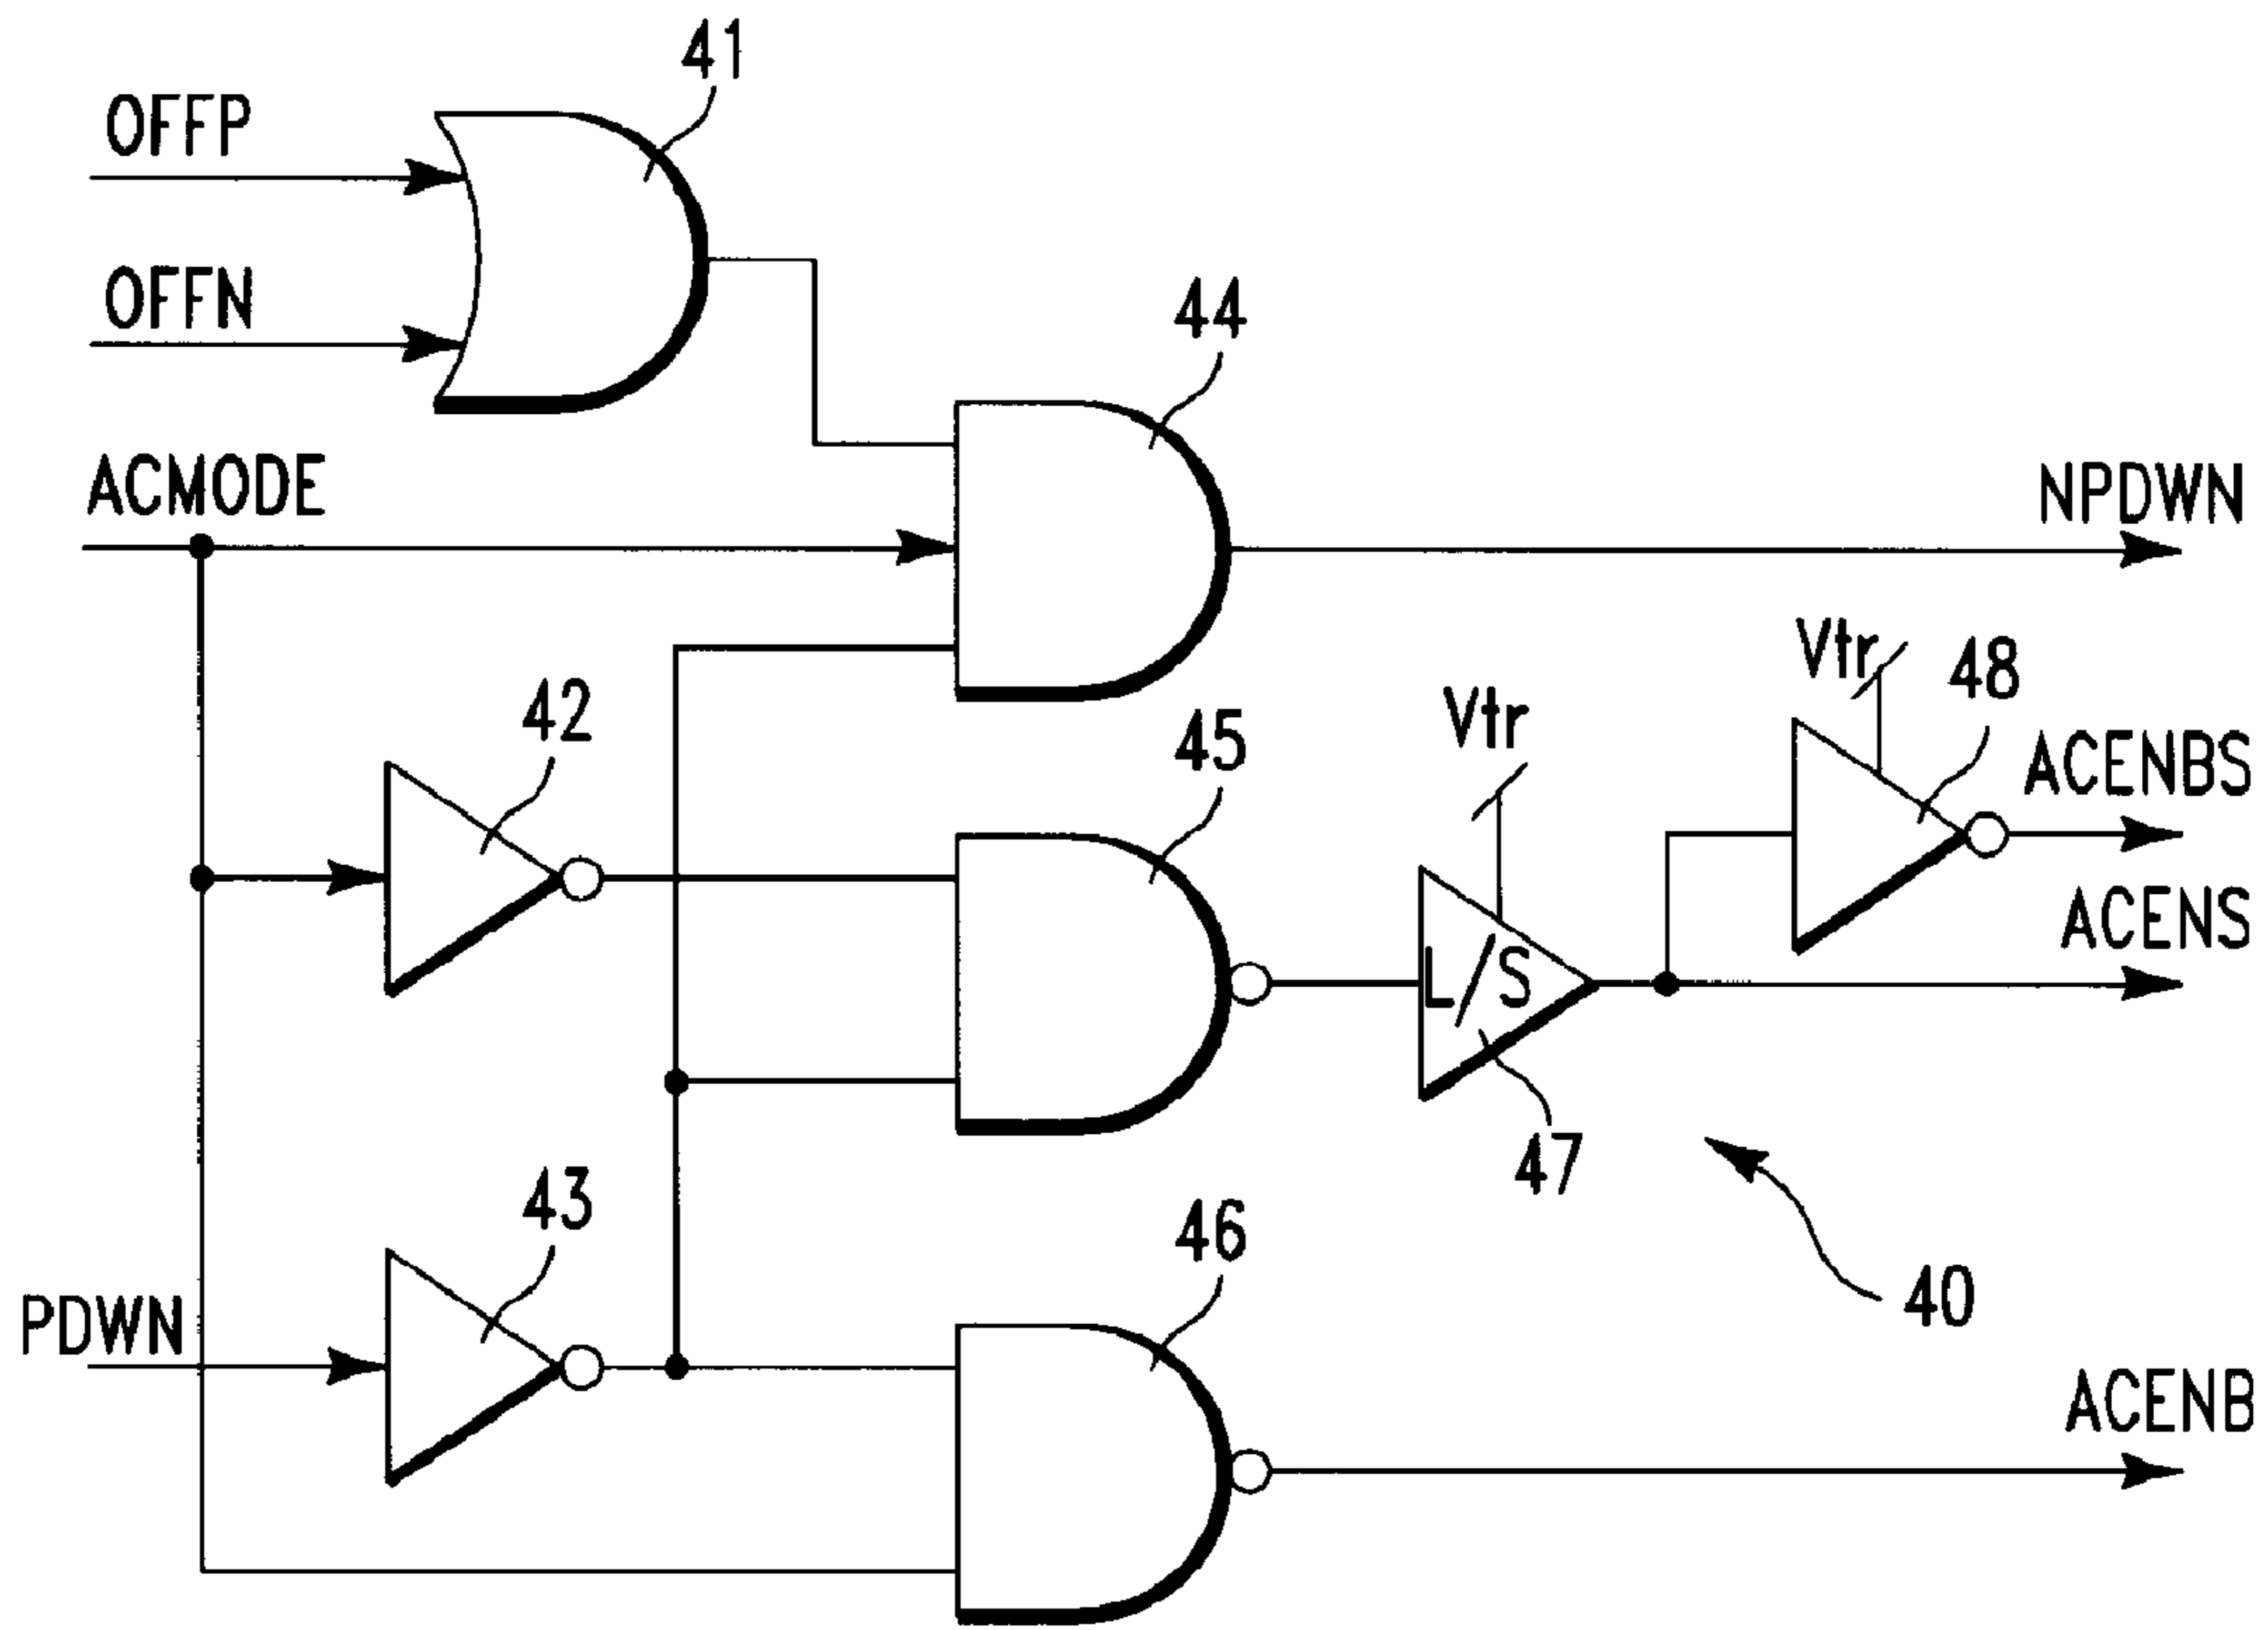 41
OFFP
OFFN
44
ACMODE
NPDWN
42
45
Vtr
Vtr
48
ACENBS
ACENS
L/S
47
43
46
40
PDWN
ACENB